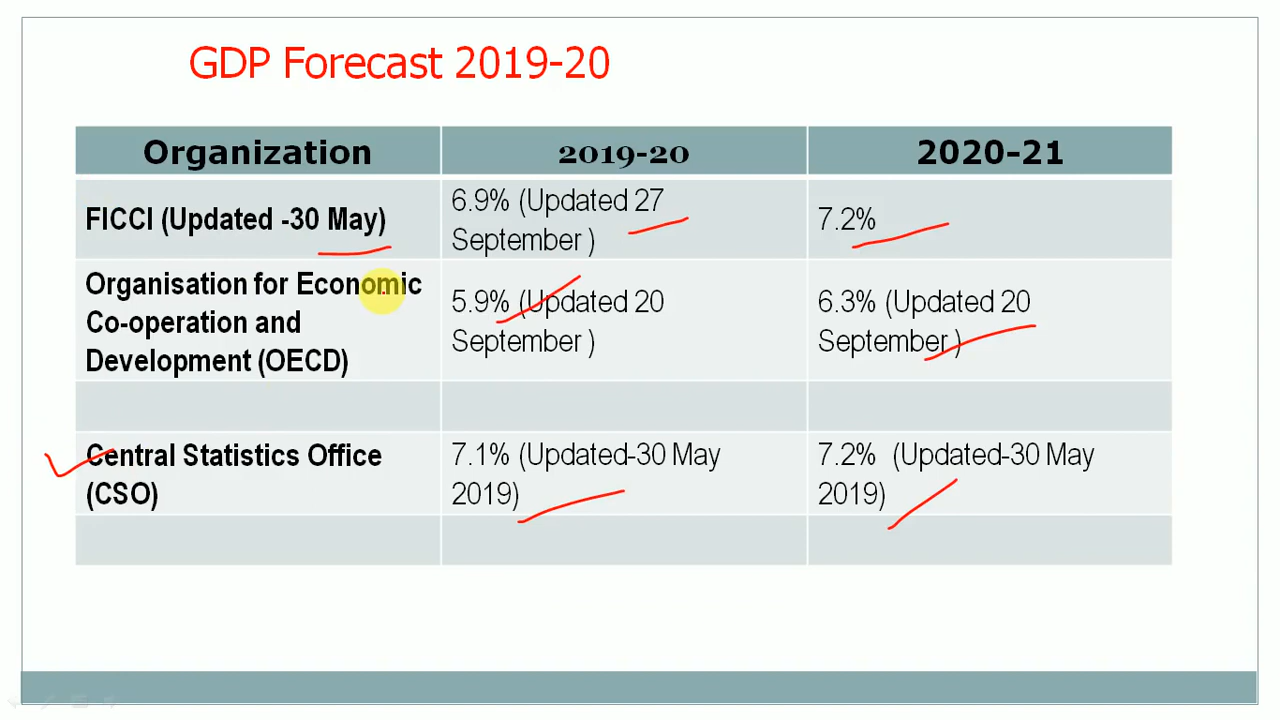 GDP Forecast 2019-20
Organization
2019-20
2020-21
FICCI (Updated -30 May)
6.9% (Updated 27
September )
7.2%
Organisation for Economic
Co-operation and
Development (OECD)
5.9% (Updated 20
September )
6.3% (Updated 20
September )
Central Statistics Office
(CSO)
7.1% (Updated-30 May
2019)
7.2% (Updated-30 May
2019)